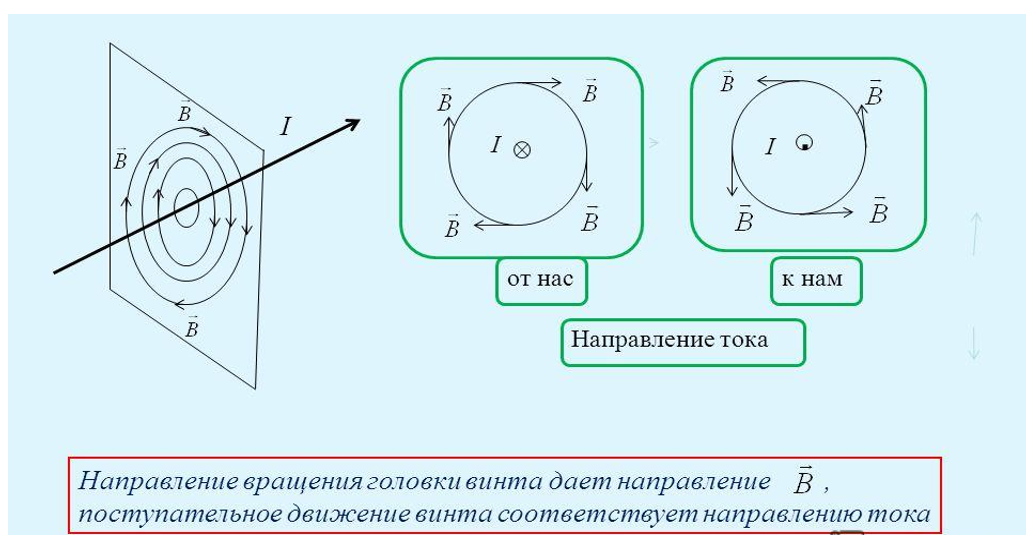 B⃗
I
B⃗
B⃗
B⃗ B⃗
I ⊗
B⃗ B⃗
B⃗ B⃗
I
B⃗ B⃗
от нас
к нам
Направление тока
Направление вращения головки винта дает направление B⃗ ,
поступательное движение винта соответствует направлению тока